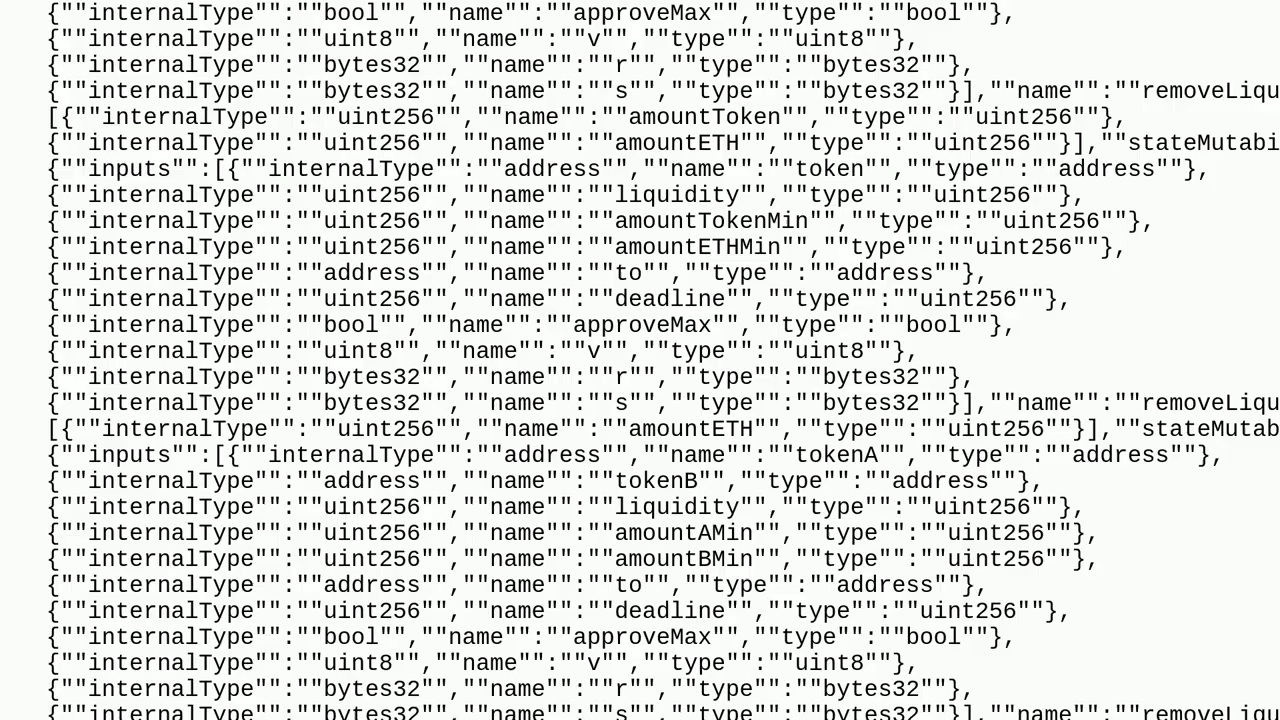 {""internalType"":""bool"",""name"":""approveMax"",""type"":""bool""},
{""internalType"":""uint8"",""name"":""v"",""type"":""uint8""},
{""internalType"":""bytes32"",""name"":""r"",""type"":""bytes32""},
{""internalType"":""bytes32"",""name"":""s"",""type"":""bytes32""}],""name"":""removeLiqu
[{""internalType"":""uint256"",""name"":""amountToken"",""type"":""uint256""},
{""internalType"":""uint256"",""name"":""amountETH"",""type"":""uint256""}],""stateMutabi
{""inputs"":[{""internalType"":""address"",""name"":""token"",""type"":""address""},
{""internalType"":""uint256"",""name"":""liquidity"",""type"":""uint256""},
{""internalType"":""uint256"",""name"":""amountTokenMin"",""type"":""uint256""},
{""internalType"":""uint256"",""name"":""amountETHMin"",""type"":""uint256""},
{""internalType"":""address"",""name"":""to"",""type"":""address""},
{""internalType"":""uint256"",""name"":""deadline"",""type"":""uint256""},
{""internalType"":""bool"",""name"":""approveMax"",""type"":""bool""},
{""internalType"":""uint8"",""name"":""v"",""type"":""uint8""},
{""internalType"":""bytes32"",""name"":""r"",""type"":""bytes32""},
{""internalType"":""bytes32"",""name"":""s"",""type"":""bytes32""}],""name"":""removeLiqu
[{""internalType"":""uint256"",""name"":""amountETH"",""type"":""uint256""}],""stateMutab
{""inputs"":[{""internalType"":""address"",""name"":""tokenA"",""type"":""address""},
{""internalType"":""address"",""name"":""tokenB"",""type"":""address""},
{""internalType"":""uint256"",""name"":""liquidity"",""type"":""uint256""},
{""internalType"":""uint256"",""name"":""amountAMin"",""type"":""uint256""},
{""internalType"":""uint256"",""name"":""amountBMin"",""type"":""uint256""},
{""internalType"":""address"",""name"":""to"",""type"":""address""},
{""internalType"":""uint256"",""name"":""deadline"",""type"":""uint256""},
{""internalType"":""bool"",""name"":""approveMax"",""type"":""bool""},
{""internalType"":""uint8"",""name"":""v"",""type"":""uint8""},
{""internalType"":""bytes32"",""name"":""r"",""type"":""bytes32""},
{""internalType"":""bytes32"",""name"":""s"",""type"":""bytes32""}],""name"":""removeLiqu